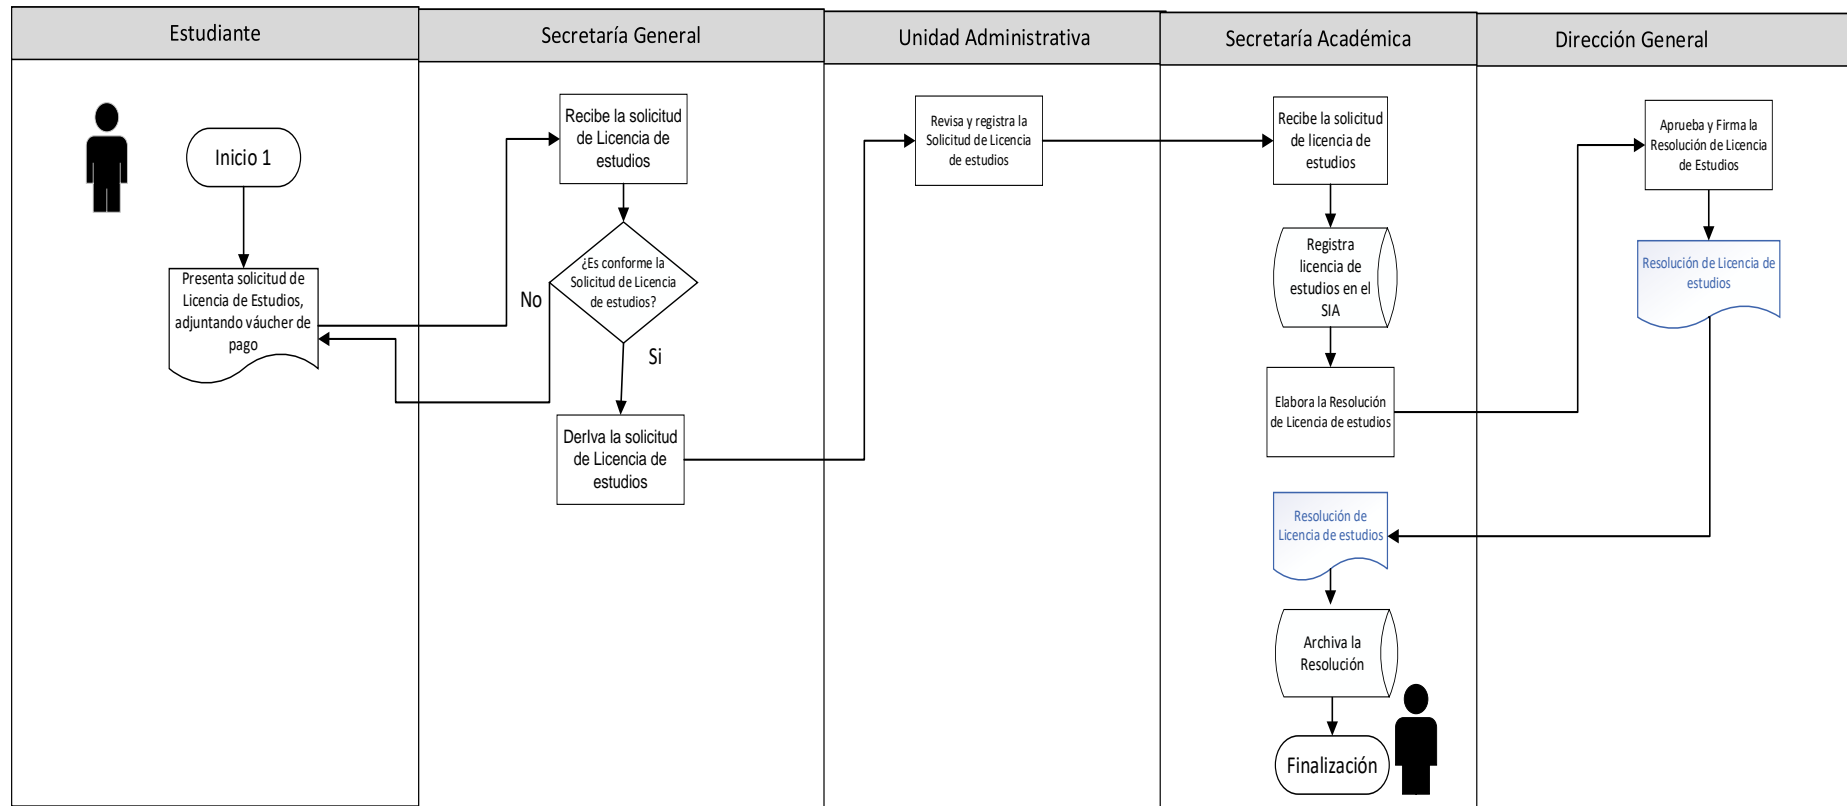 Estudiante
Secretaría General
Unidad Administrativa
Secretaría Académica
Dirección General
Inicio 1
Presenta solicitud de
Licencia de Estudios,
adjuntando váucher de
pago
Recibe la solicitud
de Licencia de
estudios
¿Es conforme la
Solicitud de Licencia
de estudios?
No
Si
DerIva la solicitud
de Licencia de
estudios
Revisa y registra la
Solicitud de Licencia
de estudios
Recibe la solicitud
de licencia de
estudios
Registra
licencia de
estudios en el
SIA
Elabora la Resolución
de Licencia de estudios
Aprueba y Firma la
Resolución de Licencia
de Estudios
Resolución de Licencia de
estudios
Resolución de
Licencia de estudios
Archiva la
Resolución
Finalización